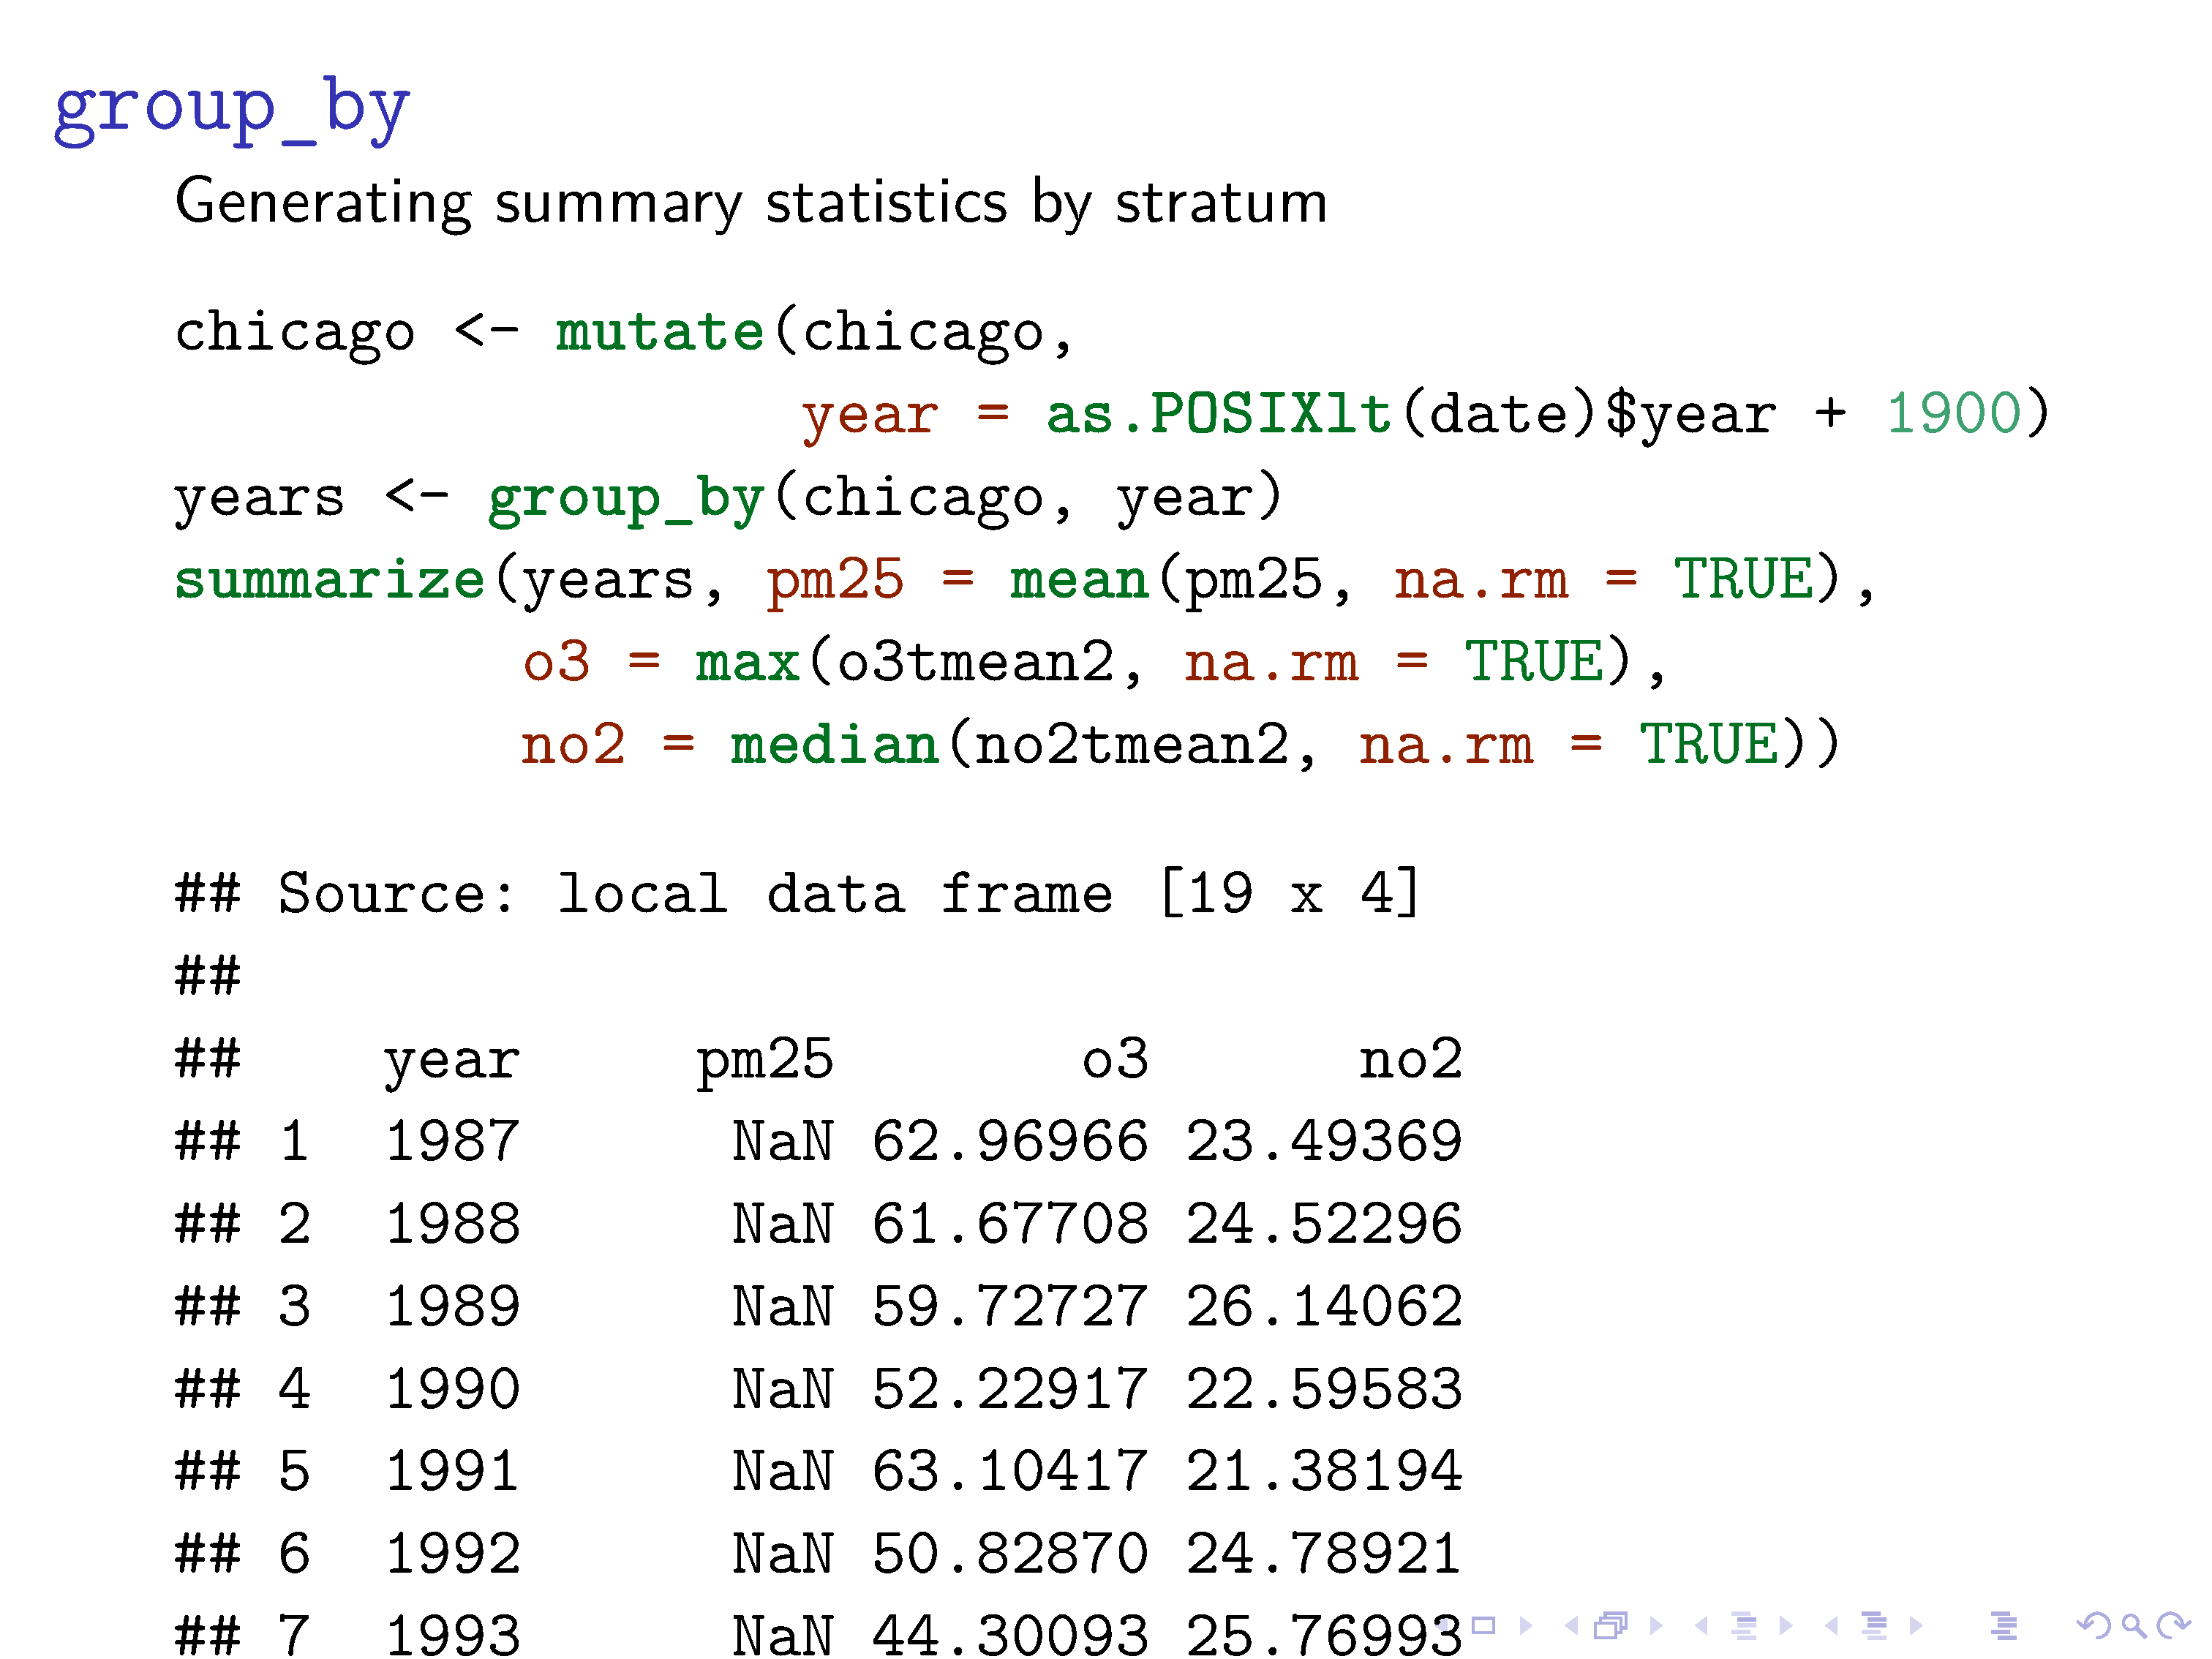 group_by
Generating summary statistics by stratum
chicago <- mutate(chicago,
                  year = as.POSIXlt(date)$year + 1900)
years <- group_by(chicago, year)
summarize(years, pm25 = mean(pm25, na.rm = TRUE),
          o3 = max(o3tmean2, na.rm = TRUE),
          no2 = median(no2tmean2, na.rm = TRUE))
## Source: local data frame [19 x 4]
##
##    year     pm25       o3      no2
## 1  1987      NaN 62.96966 23.49369
## 2  1988      NaN 61.67708 24.52296
## 3  1989      NaN 59.72727 26.14062
## 4  1990      NaN 52.22917 22.59583
## 5  1991      NaN 63.10417 21.38194
## 6  1992      NaN 50.82870 24.78921
## 7  1993      NaN 44.30093 25.76993